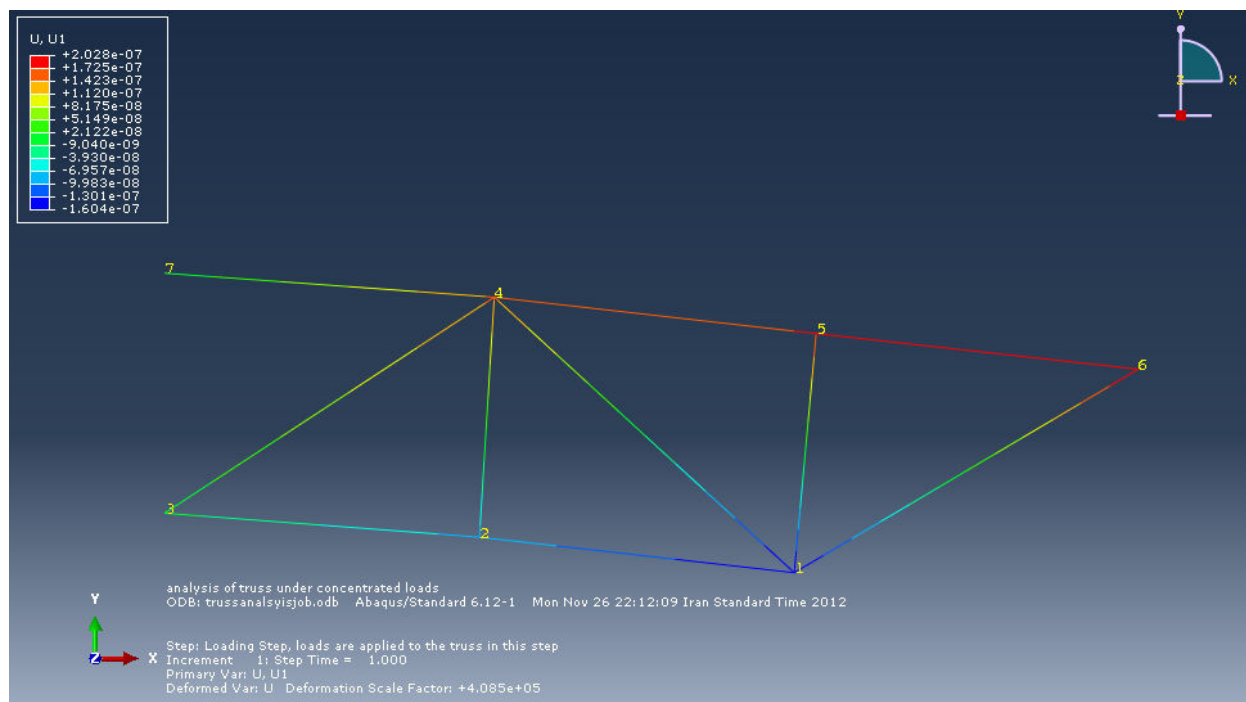 U, U1
+2.028e-07
+1.725e-07
+1.423e-07
+1.120e-07
+8.175e-08
+5.149e-08
+2.122e-08
-9.040e-09
-3.930e-08
-6.957e-08
-9.983e-08
-1.301e-07
-1.604e-07
Y
Z
X
7
4
5
6
3
2
1
analysis of truss under concentrated loads
ODB: trussanalsyisjob.odb Abaqus/Standard 6.12-1 Mon Nov 26 22:12:09 Iran Standard Time 2012
Y
Z
X
Step: Loading Step, loads are applied to the truss in this step
Increment 1: Step Time = 1.000
Primary Var: U, U1
Deformed Var: U Deformation Scale Factor: +4.085e+05